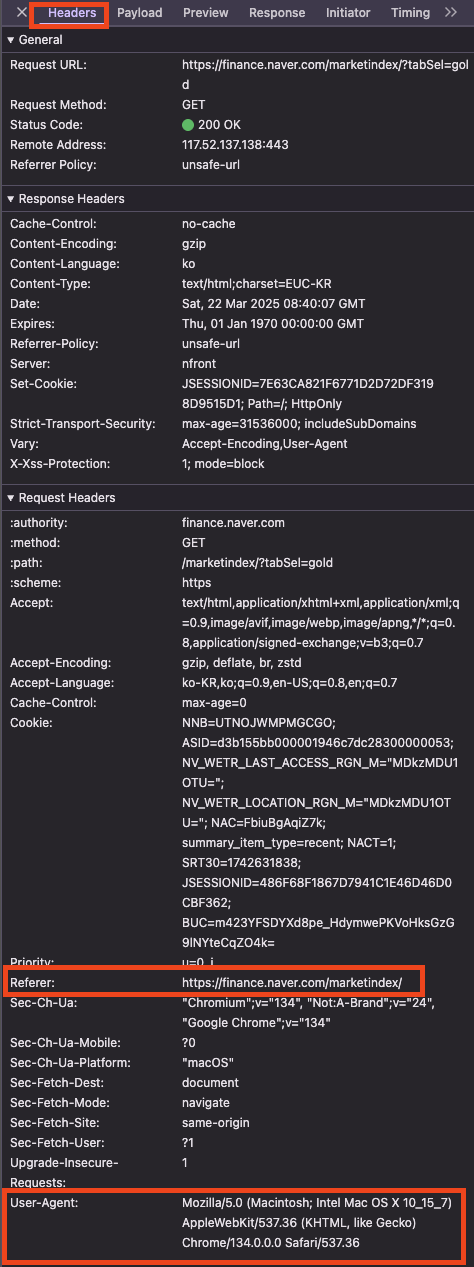 Headers Payload Preview Response Initiator Timing
General
Request URL: https://finance.naver.com/marketindex/?tabSel=gol
d
Request Method: GET
Status Code: 200 OK
Remote Address: 117.52.137.138:443
Referrer Policy: unsafe-url
Response Headers
Cache-Control: no-cache
Content-Encoding: gzip
Content-Language: ko
Content-Type: text/html;charset=EUC-KR
Date: Sat, 22 Mar 2025 08:40:07 GMT
Expires: Thu, 01 Jan 1970 00:00:00 GMT
Referrer-Policy: unsafe-url
Server: nfront
Set-Cookie: JSESSIONID=7E63CA821F6771D2D72DF319
8D9515D1; Path=/; HttpOnly
Strict-Transport-Security: max-age=31536000; includeSubDomains
Vary: Accept-Encoding,User-Agent
X-Xss-Protection: 1; mode=block
Request Headers
:authority: finance.naver.com
:method: GET
:path: /marketindex/?tabSel=gold
:scheme: https
Accept: text/html,application/xhtml+xml,application/xml;q
=0.9,image/avif,image/webp,image/apng,*/*;q=0.
8,application/signed-exchange;v=b3;q=0.7
Accept-Encoding: gzip, deflate, br, zstd
Accept-Language: ko-KR,ko;q=0.9,en-US;q=0.8,en;q=0.7
Cache-Control: max-age=0
Cookie: NNB=UTNOJWMPMGCGO;
ASID=d3b155bb000001946c7dc28300000053;
NV_WETR_LAST_ACCESS_RGN_M="MDkzMDU1
OTU=";
NV_WETR_LOCATION_RGN_M="MDkzMDU1OT
U="; NAC=FbiuBgAqiZ7k;
summary_item_type=recent; NACT=1;
SRT30=1742631838;
JSESSIONID=486F68F1867D7941C1E46D46D0
CBF362;
BUC=m423YFSDYXd8pe_HdymwePKVoHksGzG
9lNYteCqZO4k=
Priority: u=0, i
Referer: https://finance.naver.com/marketindex/
Sec-Ch-Ua: "Chromium";v="134", "Not:A-Brand";v="24",
"Google Chrome";v="134"
Sec-Ch-Ua-Mobile: ?0
Sec-Ch-Ua-Platform: "macOS"
Sec-Fetch-Dest: document
Sec-Fetch-Mode: navigate
Sec-Fetch-Site: same-origin
Sec-Fetch-User: ?1
Upgrade-Insecure- 1
Requests:
User-Agent: Mozilla/5.0 (Macintosh; Intel Mac OS X 10_15_7)
AppleWebKit/537.36 (KHTML, like Gecko)
Chrome/134.0.0.0 Safari/537.36